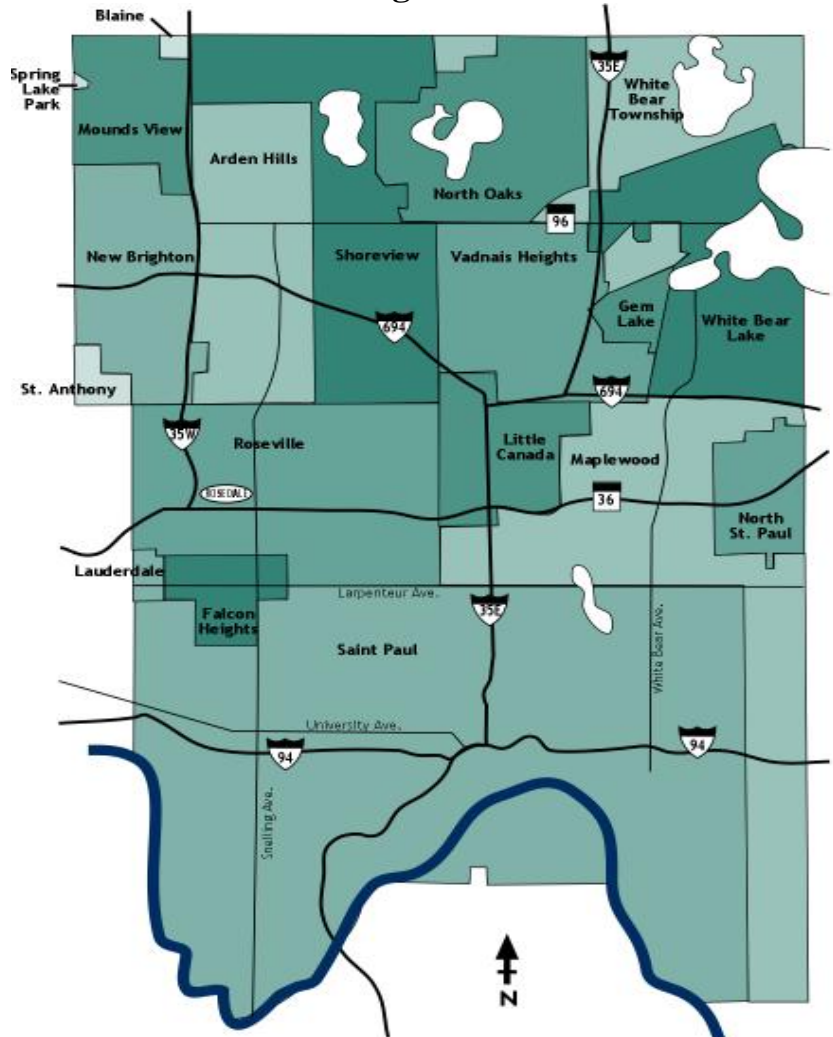 Blaine
Spring
Lake
Park
35E
White
Bear
Township
Mounds View
Arden Hills
North Oaks
96
New Brighton
Shoreview
Vadnais Heights
Gem
Lake
694
White Bear
Lake
St. Anthony
694
35W
Roseville
Little
Canada
Maplewood
ROSEDALE
36
North
St. Paul
Lauderdale
Larpenteur Ave.
Falcon
Heights
35E
White Bear Ave.
Saint Paul
University Ave.
94
94
Snelling Ave.
N